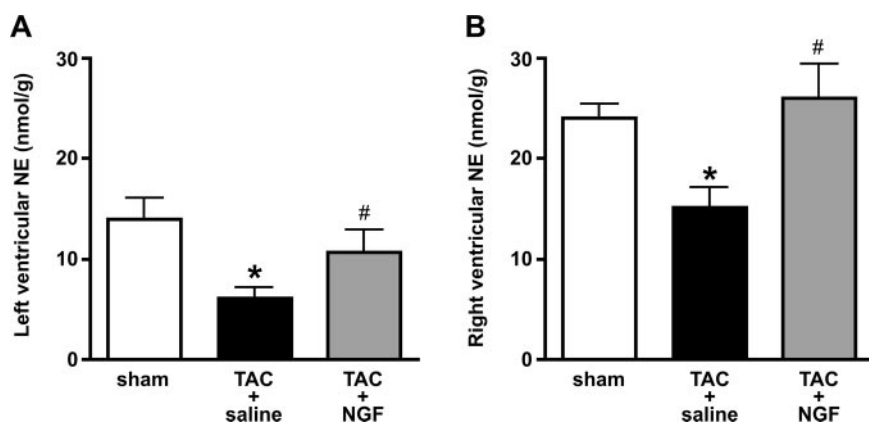 A
Left ventricular NE (nmol/g)
30
20
10
0
*
#
sham
TAC
+
saline
TAC
+
NGF
B
Right ventricular NE (nmol/g)
30
20
10
0
*
#
sham
TAC
+
saline
TAC
+
NGF